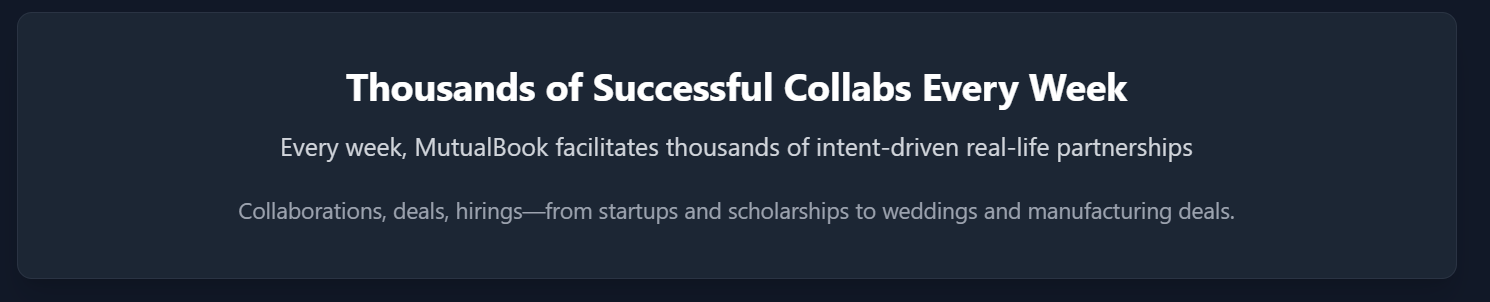 Thousands of Successful Collabs Every Week
Every week, MutualBook facilitates thousands of intent-driven real-life partnerships
Collaborations, deals, hirings—from startups and scholarships to weddings and manufacturing deals.